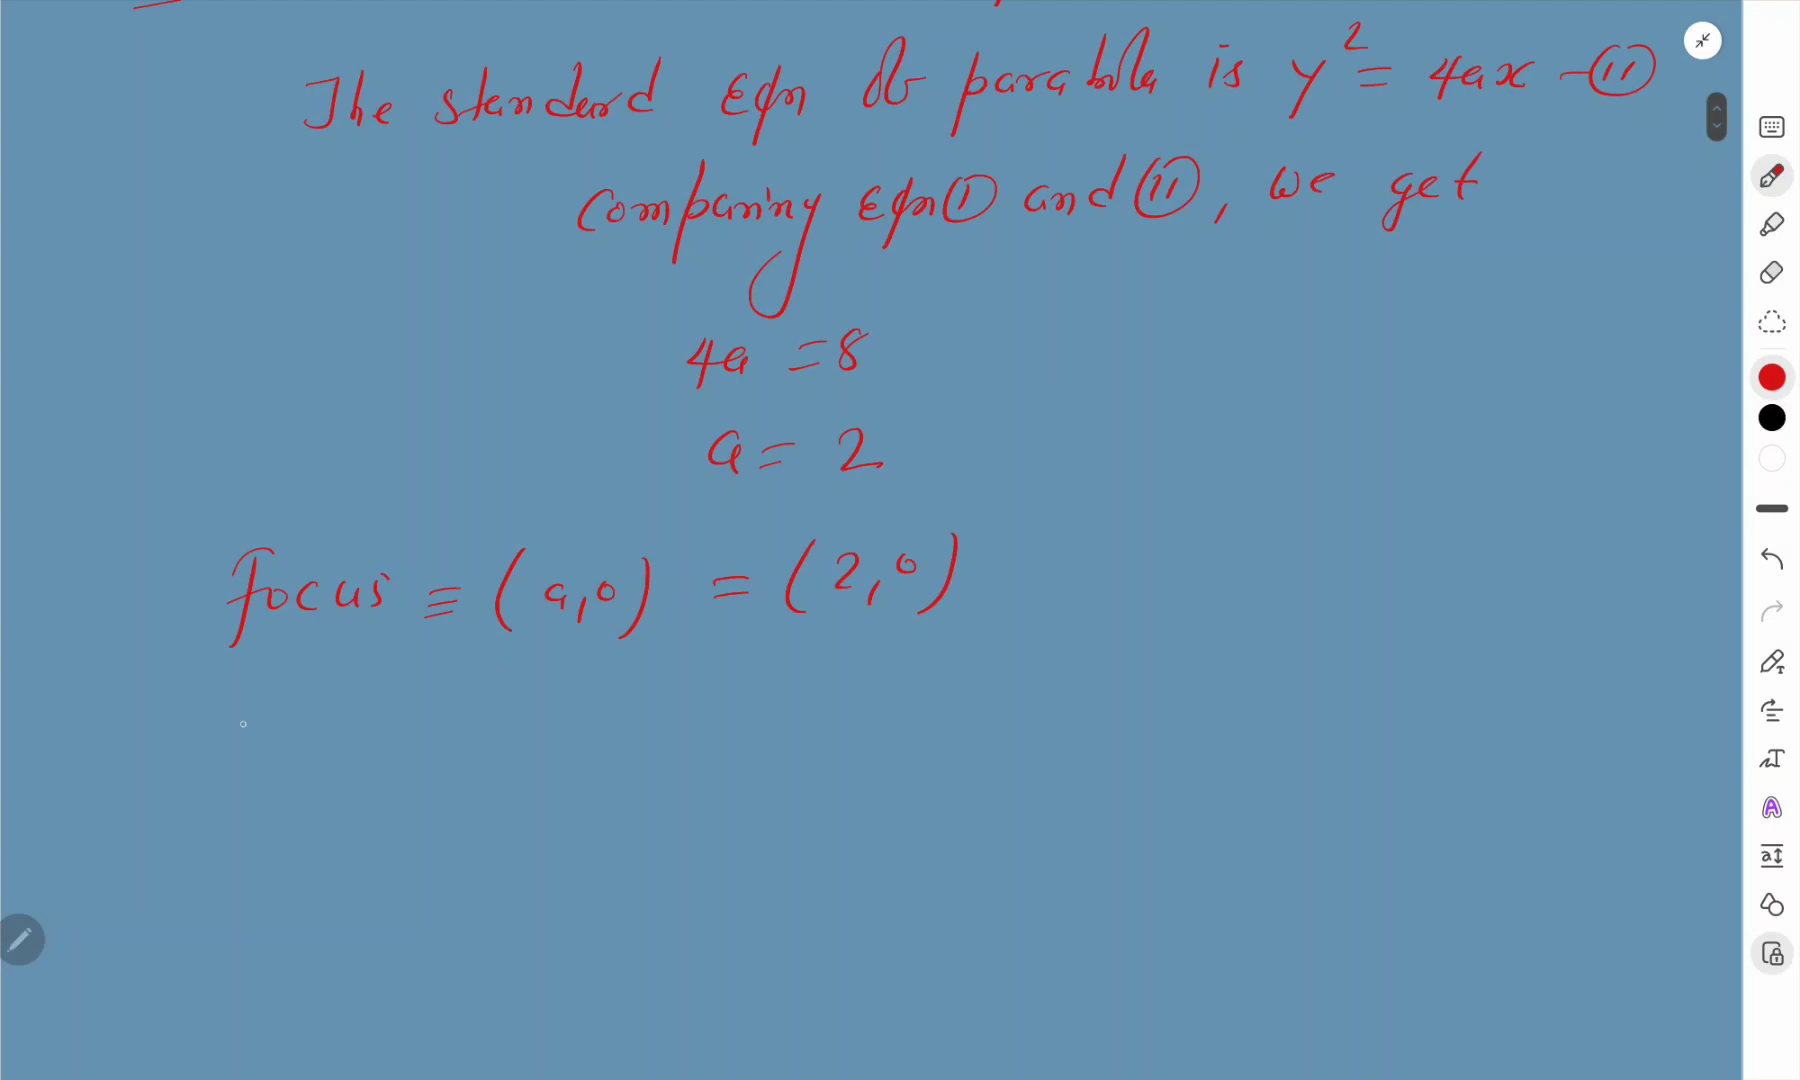 The standard Eqn of parabola is y² = 4ax - (II)
Comparing Eqn (I) and (II), we get
4a = 8
a = 2
focus ≡ (a,0) = (2,0)